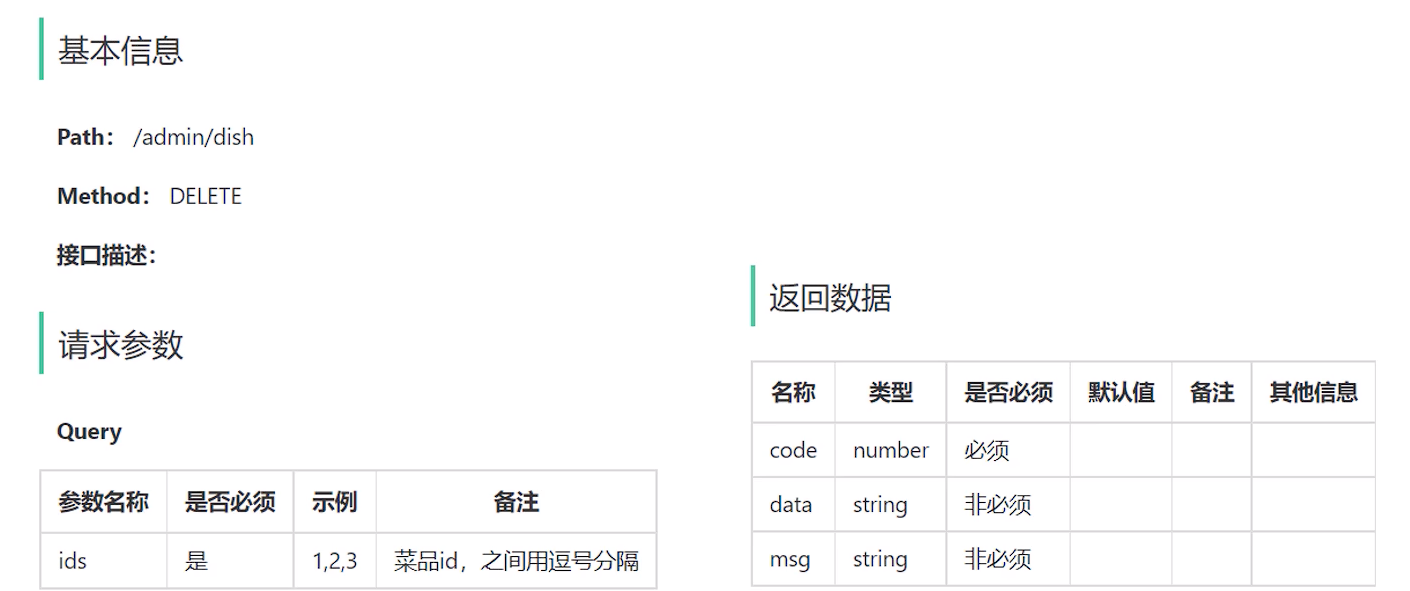 基本信息
Path： /admin/dish
Method： DELETE
接口描述：
请求参数
Query
参数名称 是否必须 示例 备注
ids 是 1,2,3 菜品id，之间用逗号分隔
返回数据
名称 类型 是否必须 默认值 备注 其他信息
code number 必须
data string 非必须
msg string 非必须